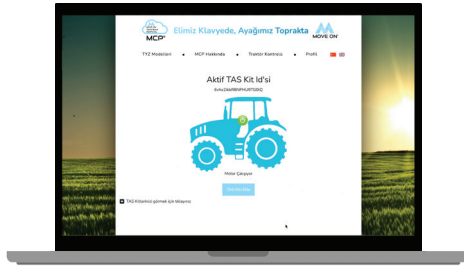 MCP®
Elimiz Klavyede, Ayağımız Toprakta
MOVE ON
TYZ Modelleri • MCP Hakkında • Traktör Kontrolü • Profil
Aktif TAS Kit Id'si
Motor Çalışıyor
TAS Kitlerinizi görmek için tıklayınız